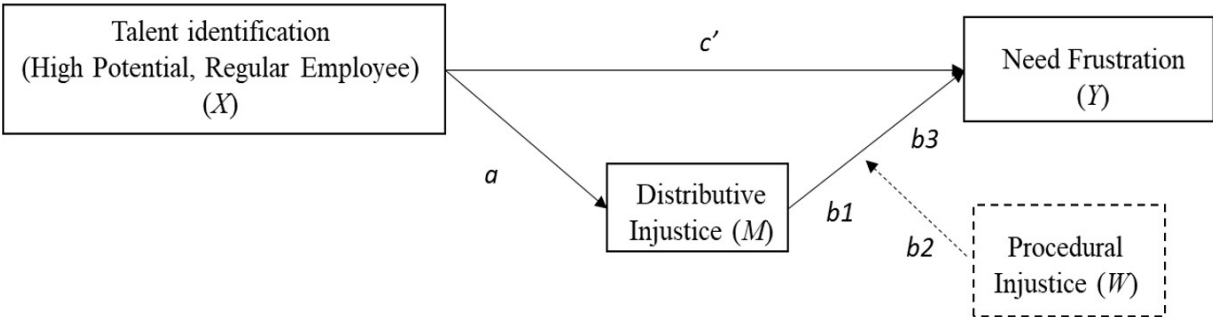 Talent identification
(High Potential, Regular Employee)
(X)
c’
Need Frustration
(Y)
a
b3
Distributive
Injustice (M)
b1
b2
Procedural
Injustice (W)